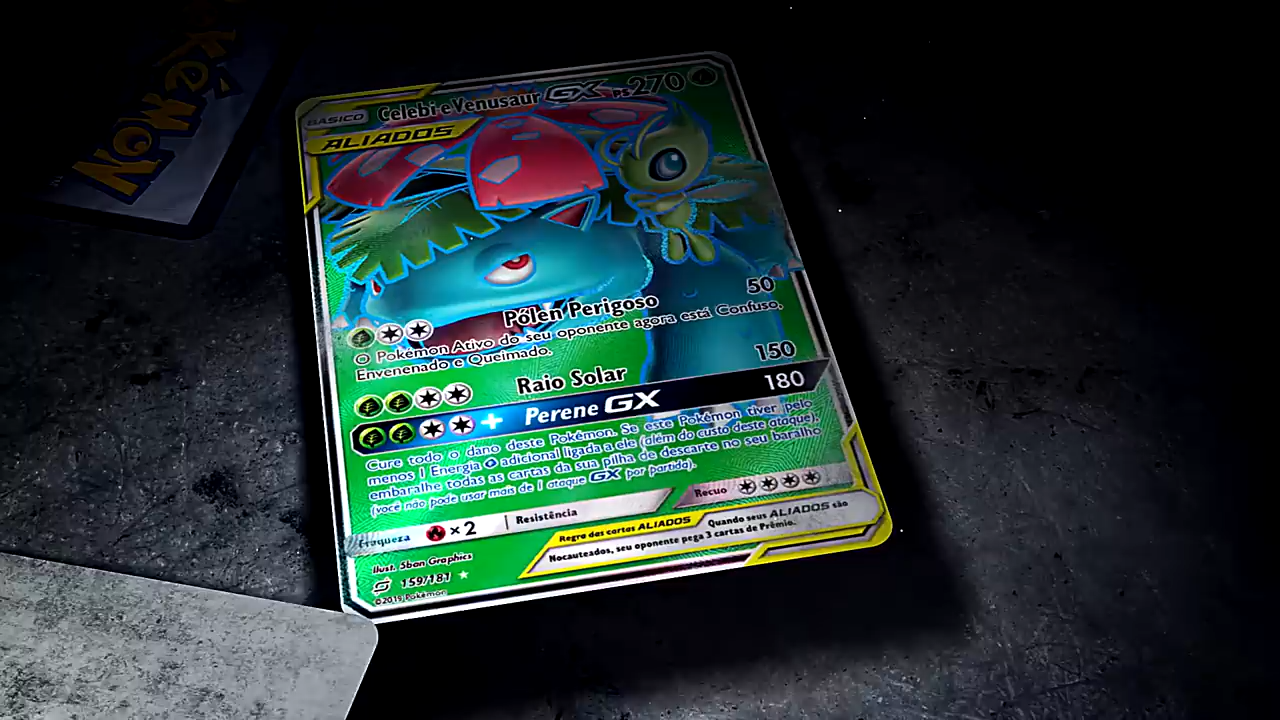 POKéMON
BÁSICO
Celebi e Venusaur GX PS 270
ALIADOS
Pólen Perigoso 50
O Pokémon Ativo do seu oponente agora está Confuso,
Envenenado e Queimado.
Raio Solar 150
+ Perene GX 180
Cure todo o dano deste Pokémon. Se este Pokémon tiver pelo
menos 1 Energia adicional ligada a ele (além do custo deste ataque),
embaralhe todas as cartas da sua pilha de descarte no seu baralho
(você não pode usar mais de 1 ataque GX por partida).
Fraqueza ×2 Resistência Recuo
Regra das cartas ALIADOS Quando seus ALIADOS são
Nocauteados, seu oponente pega 3 cartas de Prêmio.
Ilust. 5ban Graphics
159/181
©2019 Pokémon